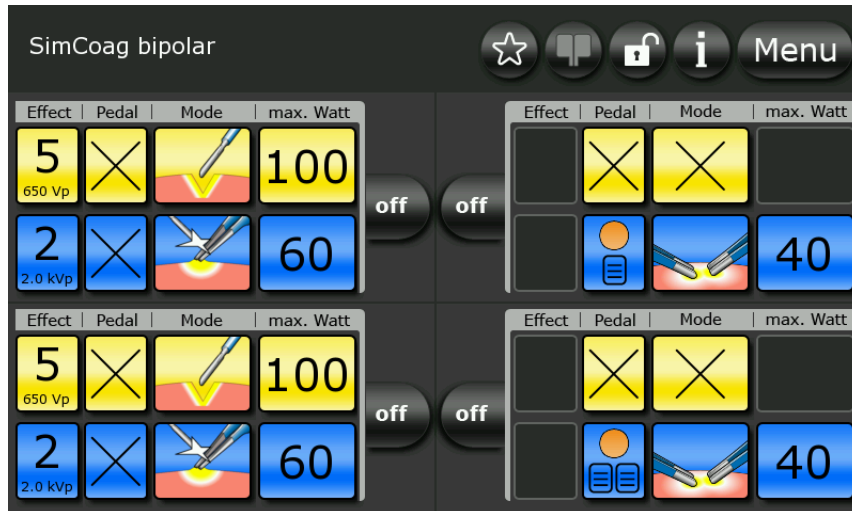 SimCoag bipolar
i Menu
Effect | Pedal | Mode | max. Watt
5
650 Vp
100
2
2.0 kVp
60
off
off
Effect | Pedal | Mode | max. Watt
40
Effect | Pedal | Mode | max. Watt
5
650 Vp
100
2
2.0 kVp
60
off
off
Effect | Pedal | Mode | max. Watt
40